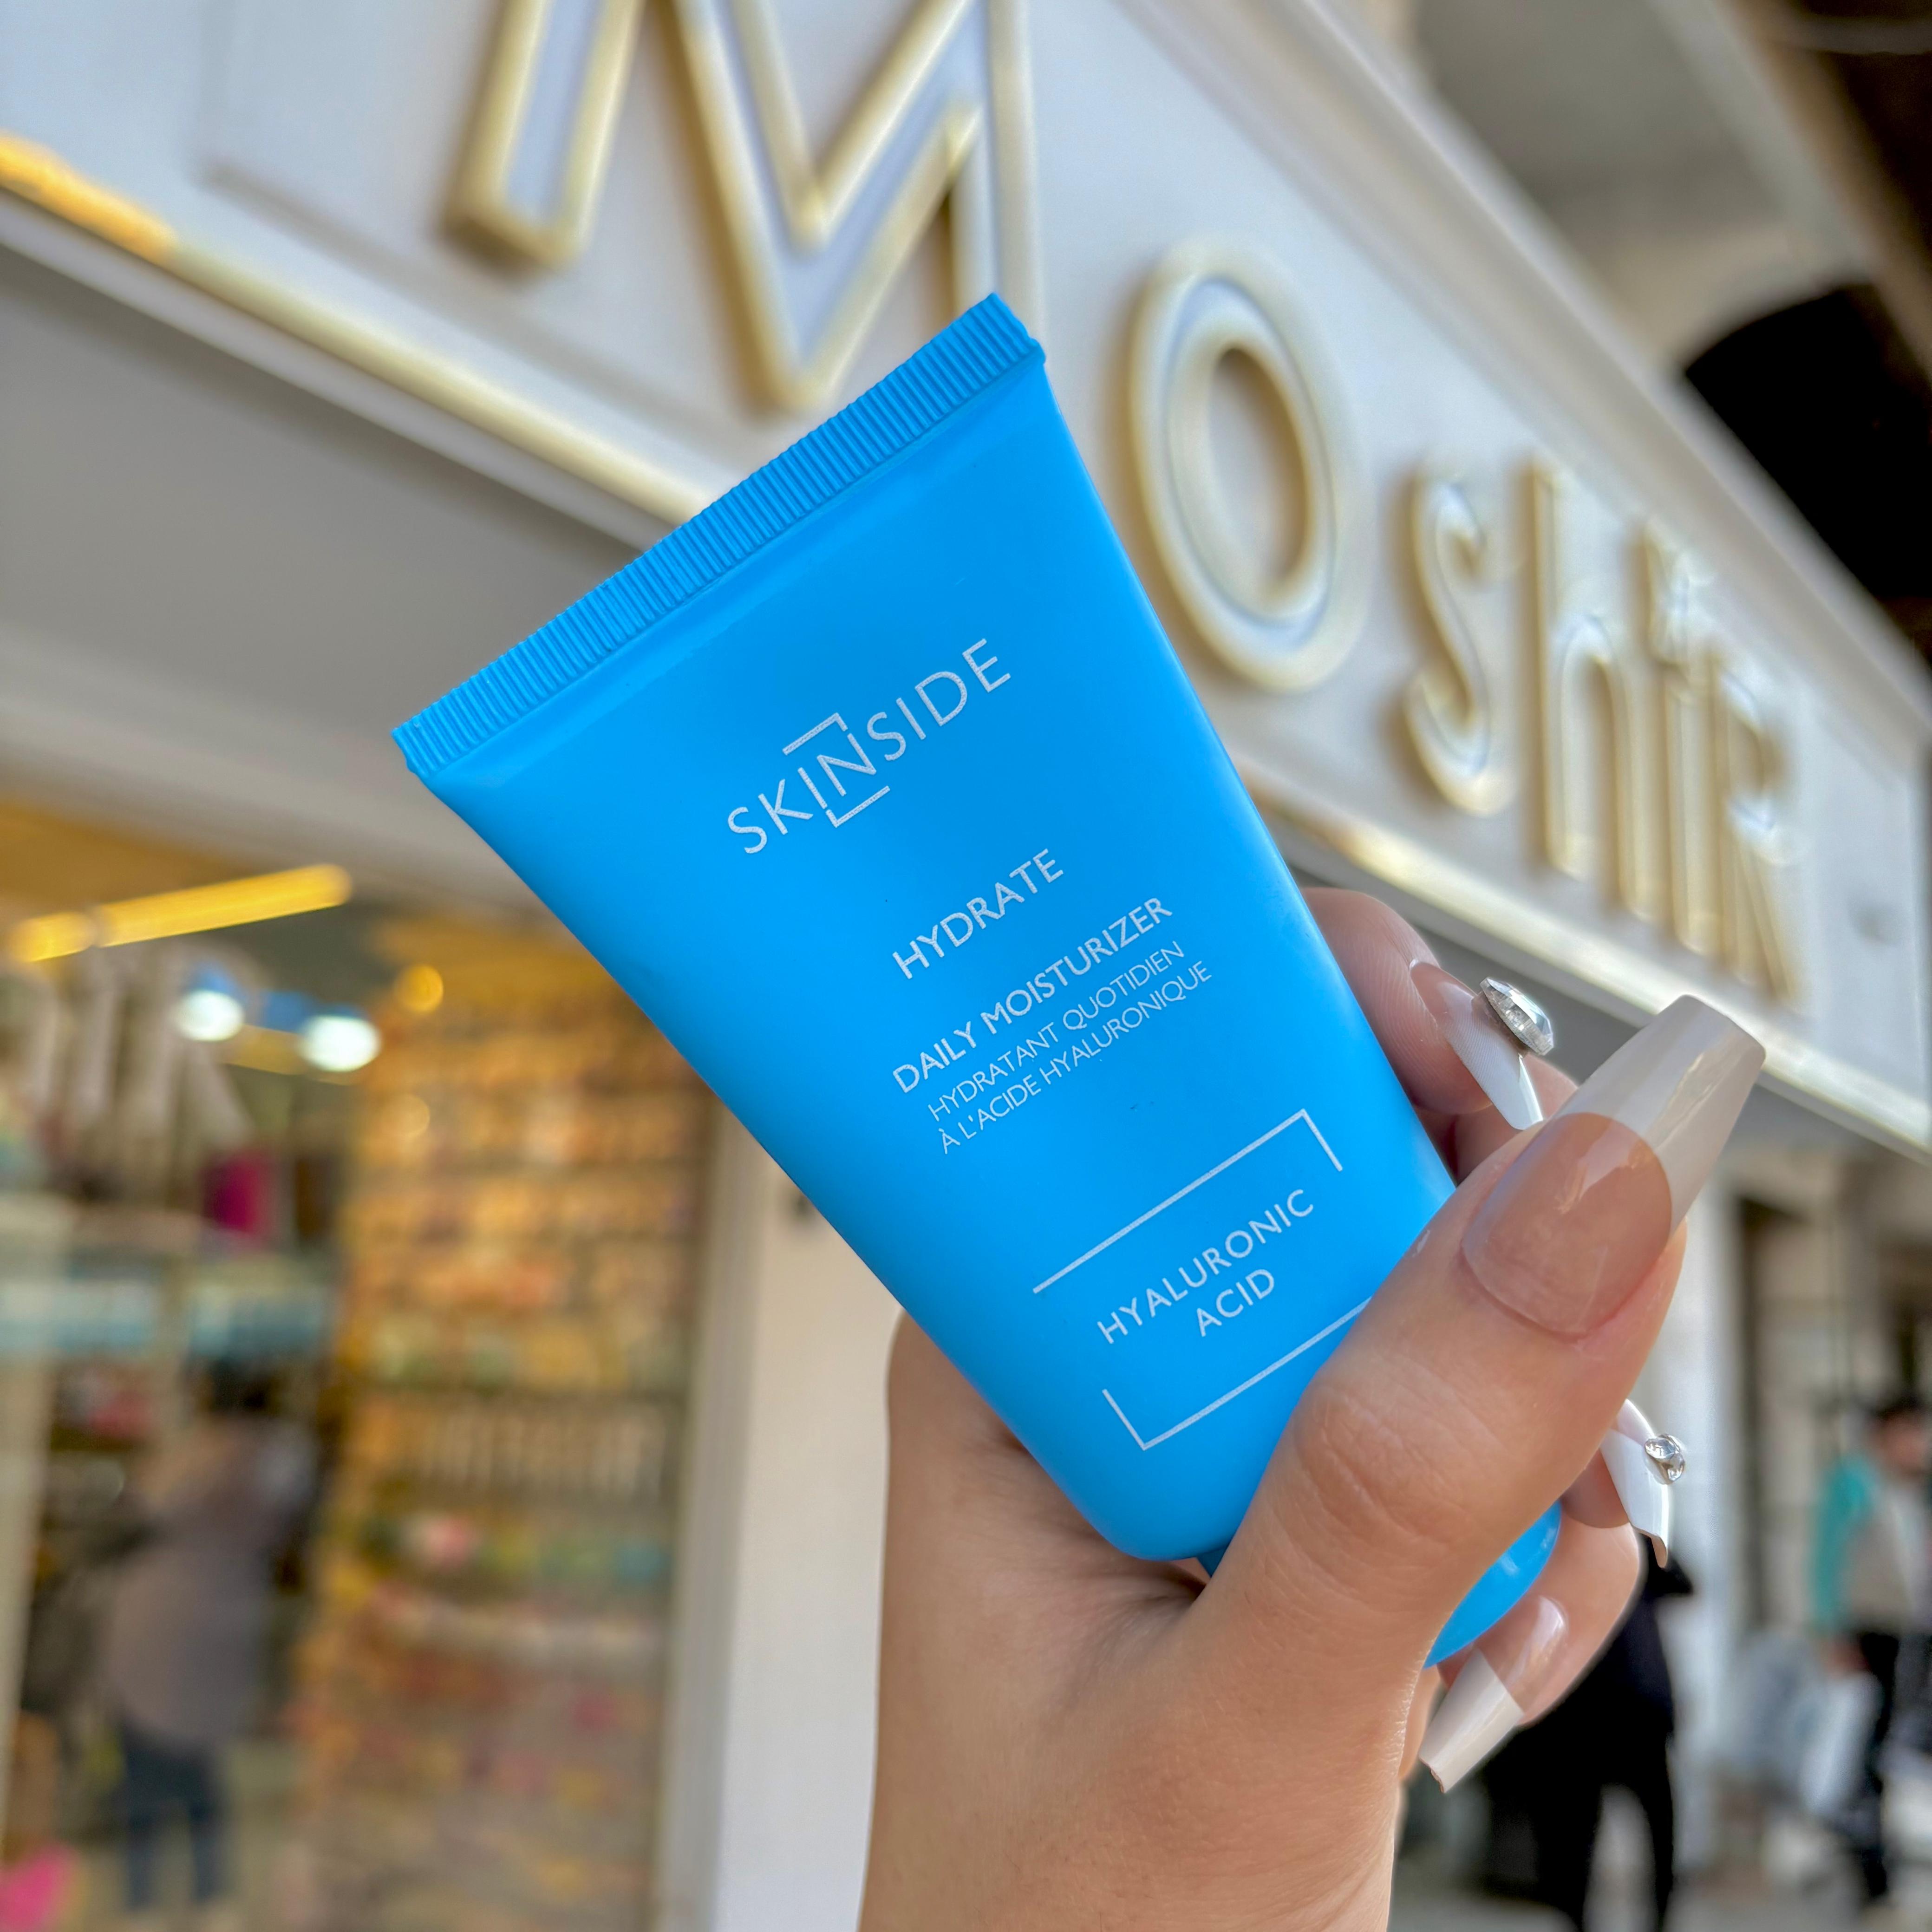 Moshir
SKINSIDE
HYDRATE
DAILY MOISTURIZER
HYDRATANT QUOTIDIEN
À L'ACIDE HYALURONIQUE
HYALURONIC
ACID